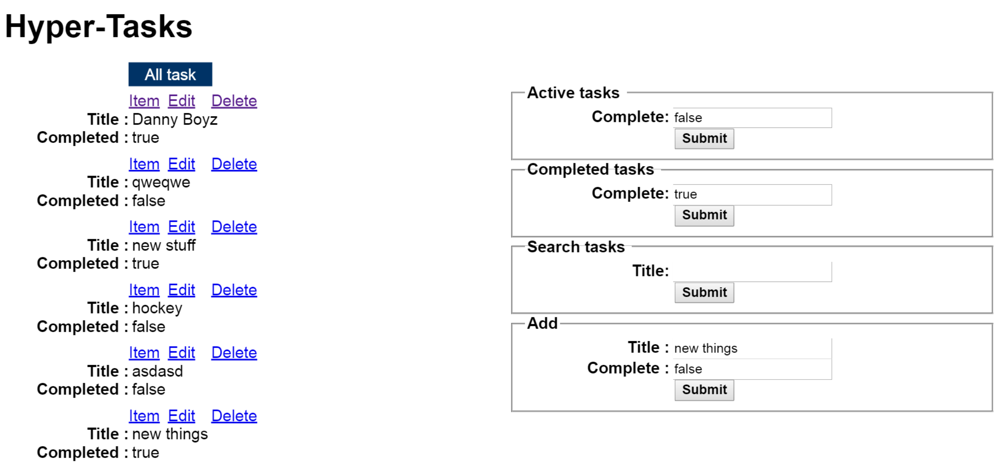 Hyper-Tasks
All task
Item Edit Delete
Title : Danny Boyz
Completed : true
Item Edit Delete
Title : qweqwe
Completed : false
Item Edit Delete
Title : new stuff
Completed : true
Item Edit Delete
Title : hockey
Completed : false
Item Edit Delete
Title : asdasd
Completed : false
Item Edit Delete
Title : new things
Completed : true
Active tasks
Complete: false
Submit
Completed tasks
Complete: true
Submit
Search tasks
Title:
Submit
Add
Title : new things
Complete : false
Submit